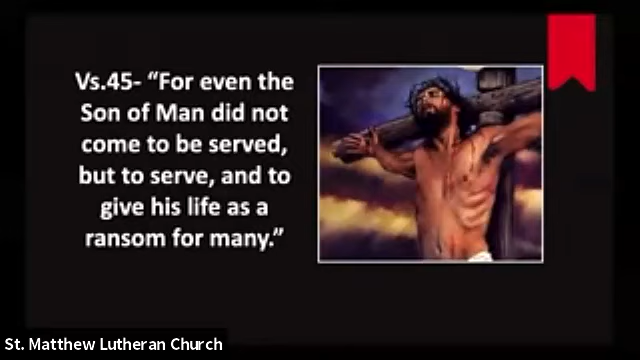 Vs.45- “For even the
Son of Man did not
come to be served,
but to serve, and to
give his life as a
ransom for many.”
St. Matthew Lutheran Church